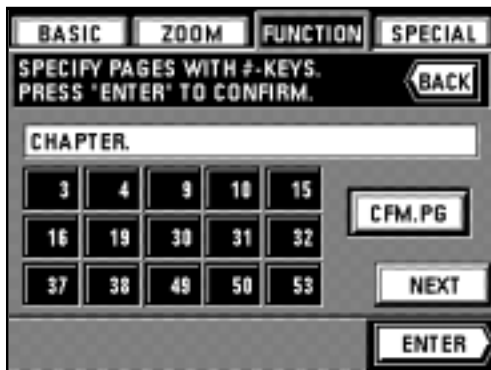 BASIC ZOOM FUNCTION SPECIAL
SPECIFY PAGES WITH #-KEYS.
PRESS "ENTER" TO CONFIRM.
BACK
CHAPTER.
3 4 9 10 15
CFM.PG
16 19 30 31 32
37 38 49 50 53
NEXT
ENTER